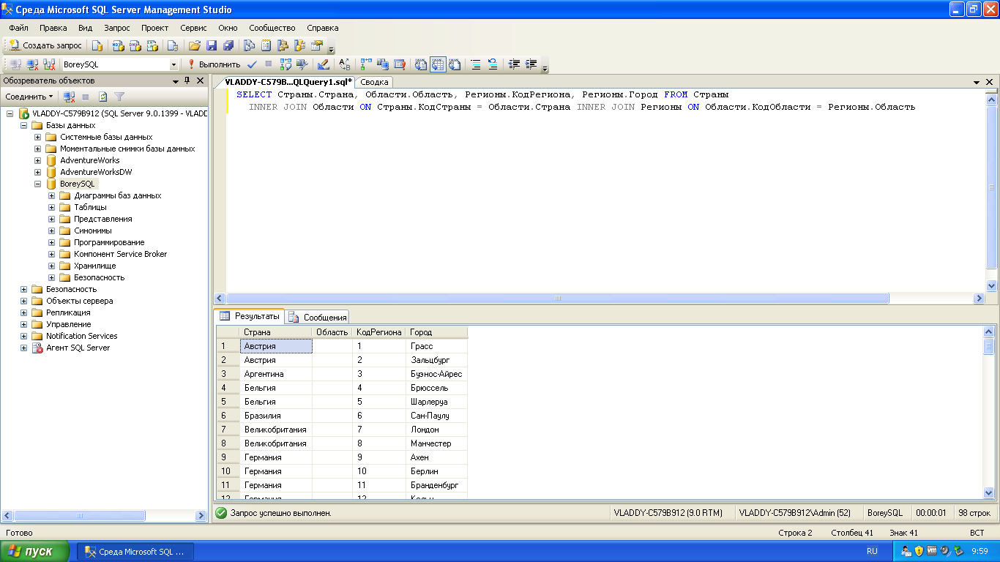 Среда Microsoft SQL Server Management Studio
Файл Правка Вид Запрос Проект Сервис Окно Сообщество Справка
Создать запрос
BoreySQL Выполнить
Обозреватель объектов
VLADDY-C579B...QLQuery1.sql* Сводка
Соединить
VLADDY-C579B912 (SQL Server 9.0.1399 - VLADD
Базы данных
Системные базы данных
Моментальные снимки базы данных
AdventureWorks
AdventureWorksDW
BoreySQL
Диаграммы баз данных
Таблицы
Представления
Синонимы
Программирование
Компонент Service Broker
Хранилище
Безопасность
Безопасность
Объекты сервера
Репликация
Управление
Notification Services
Агент SQL Server
SELECT Страны.Страна, Области.Область, Регионы.КодРегиона, Регионы.Город FROM Страны
INNER JOIN Области ON Страны.КодСтраны = Области.Страна INNER JOIN Регионы ON Области.КодОбласти = Регионы.Область
Результаты Сообщения
Страна Область КодРегиона Город
1 Австрия 1 Грасс
2 Австрия 2 Зальцбург
3 Аргентина 3 Буэнос-Айрес
4 Бельгия 4 Брюссель
5 Бельгия 5 Шарлеруа
6 Бразилия 6 Сан-Паулу
7 Великобритания 7 Лондон
8 Великобритания 8 Манчестер
9 Германия 9 Ахен
10 Германия 10 Берлин
11 Германия 11 Бранденбург
12 Германия 12 Кельн
Запрос успешно выполнен. VLADDY-C579B912 (9.0 RTM) VLADDY-C579B912\Admin (52) BoreySQL 00:00:01 98 строк
Готово Строка 2 Столбец 41 Знак 41 ВСТ
пуск Среда Microsoft SQL ... RU 9:59